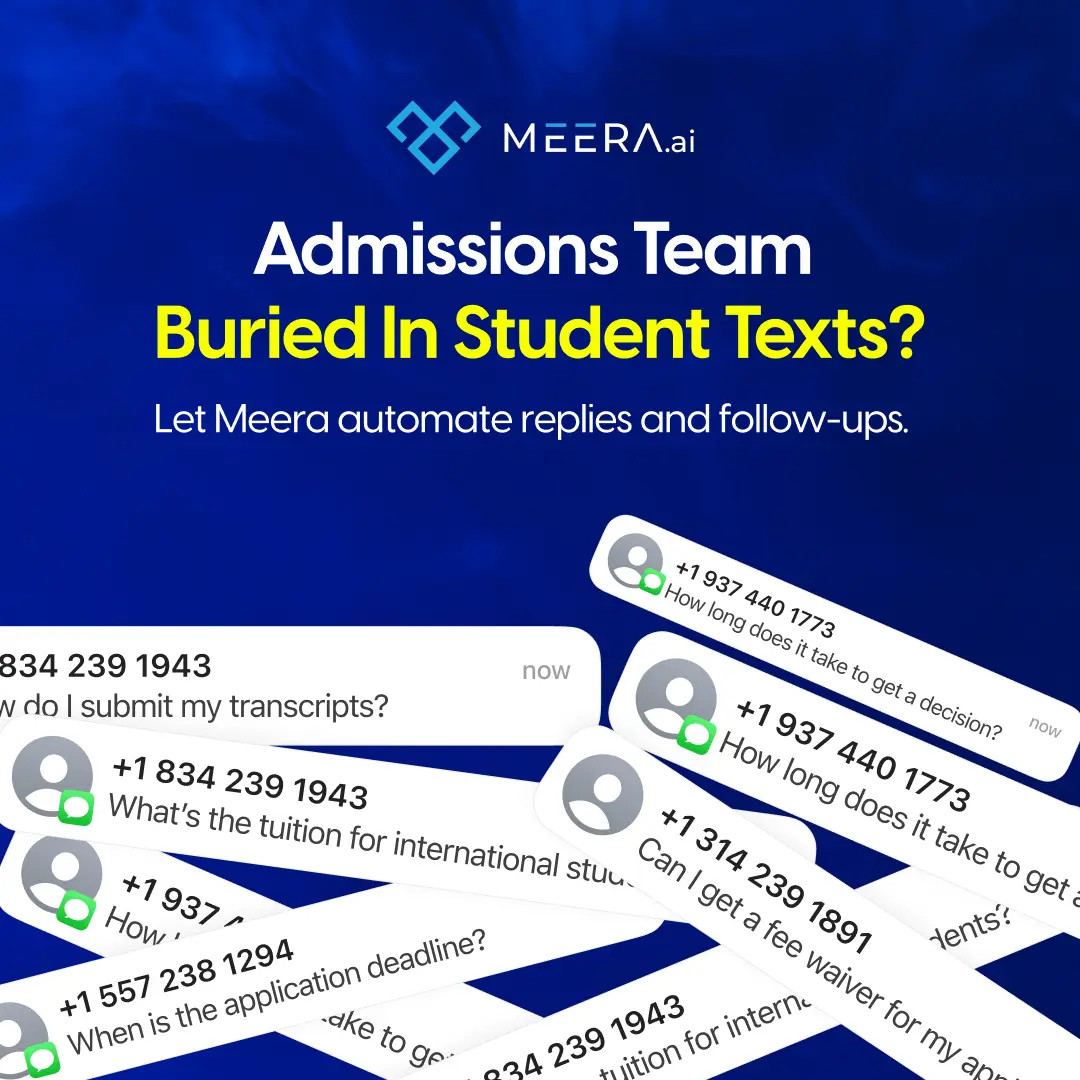 MEERA.ai
Admissions Team
Buried In Student Texts?
Let Meera automate replies and follow-ups.
+1 937 440 1773
How long does it take to get a decision?
now
834 239 1943
now
do I submit my transcripts?
+1 937 440 1773
How long does it take to get a
+1 834 239 1943
What's the tuition for international
+1 314 239 1891
Can I get a fee waiver for my
+1 937
How
+1 557 238 1294
When is the application deadline?
to
834 239 1943
tuition for